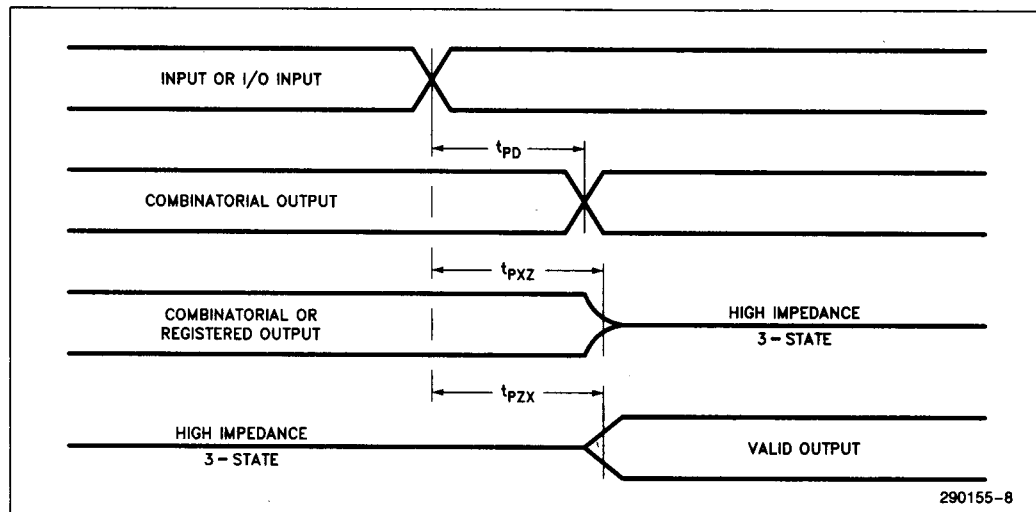 INPUT OR I/O INPUT
tPD
COMBINATORIAL OUTPUT
tPXZ
COMBINATORIAL OR
REGISTERED OUTPUT
HIGH IMPEDANCE
3-STATE
tPZX
HIGH IMPEDANCE
3-STATE
VALID OUTPUT
290155-8